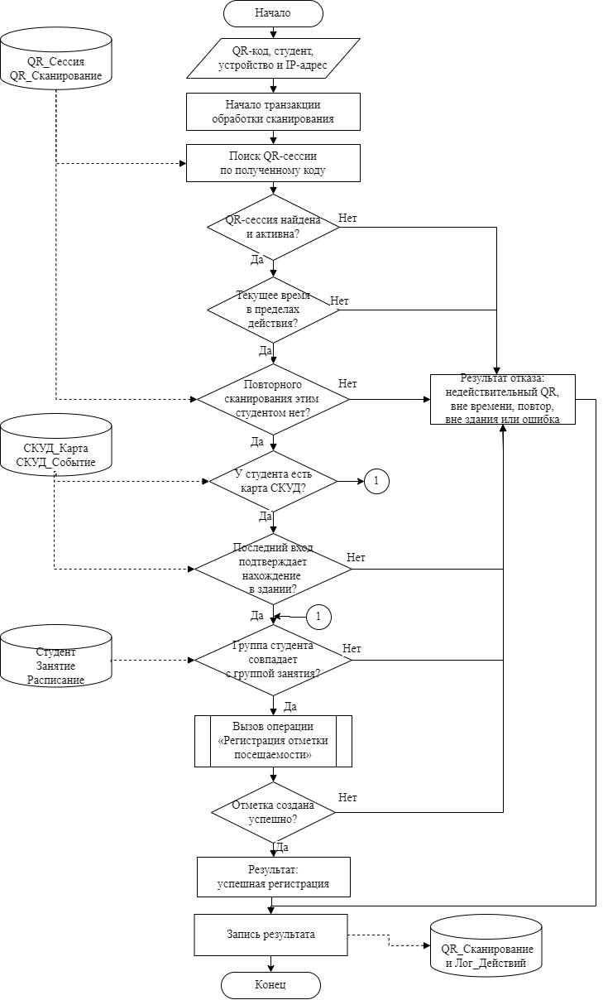 Начало
QR-код, студент,
устройство и IP-адрес
QR_Сессия
QR_Сканирование
Начало транзакции
обработки сканирования
Поиск QR-сессии
по полученному коду
QR-сессия найдена
и активна?
Нет
Да
Текущее время
в пределах
действия?
Нет
Да
Повторного
сканирования этим
студентом нет?
Нет
Результат отказа:
недействительный QR,
вне времени, повтор,
вне здания или ошибка
Да
СКУД_Карта
СКУД_Событие
У студента есть
карта СКУД?
1
Да
Последний вход
подтверждает
нахождение
в здании?
Нет
Да
1
Студент
Занятие
Расписание
Группа студента
совпадает
с группой занятия?
Нет
Да
Вызов операции
«Регистрация отметки
посещаемости»
Отметка создана
успешно?
Нет
Да
Результат:
успешная регистрация
Запись результата
QR_Сканирование
и Лог_Действий
Конец